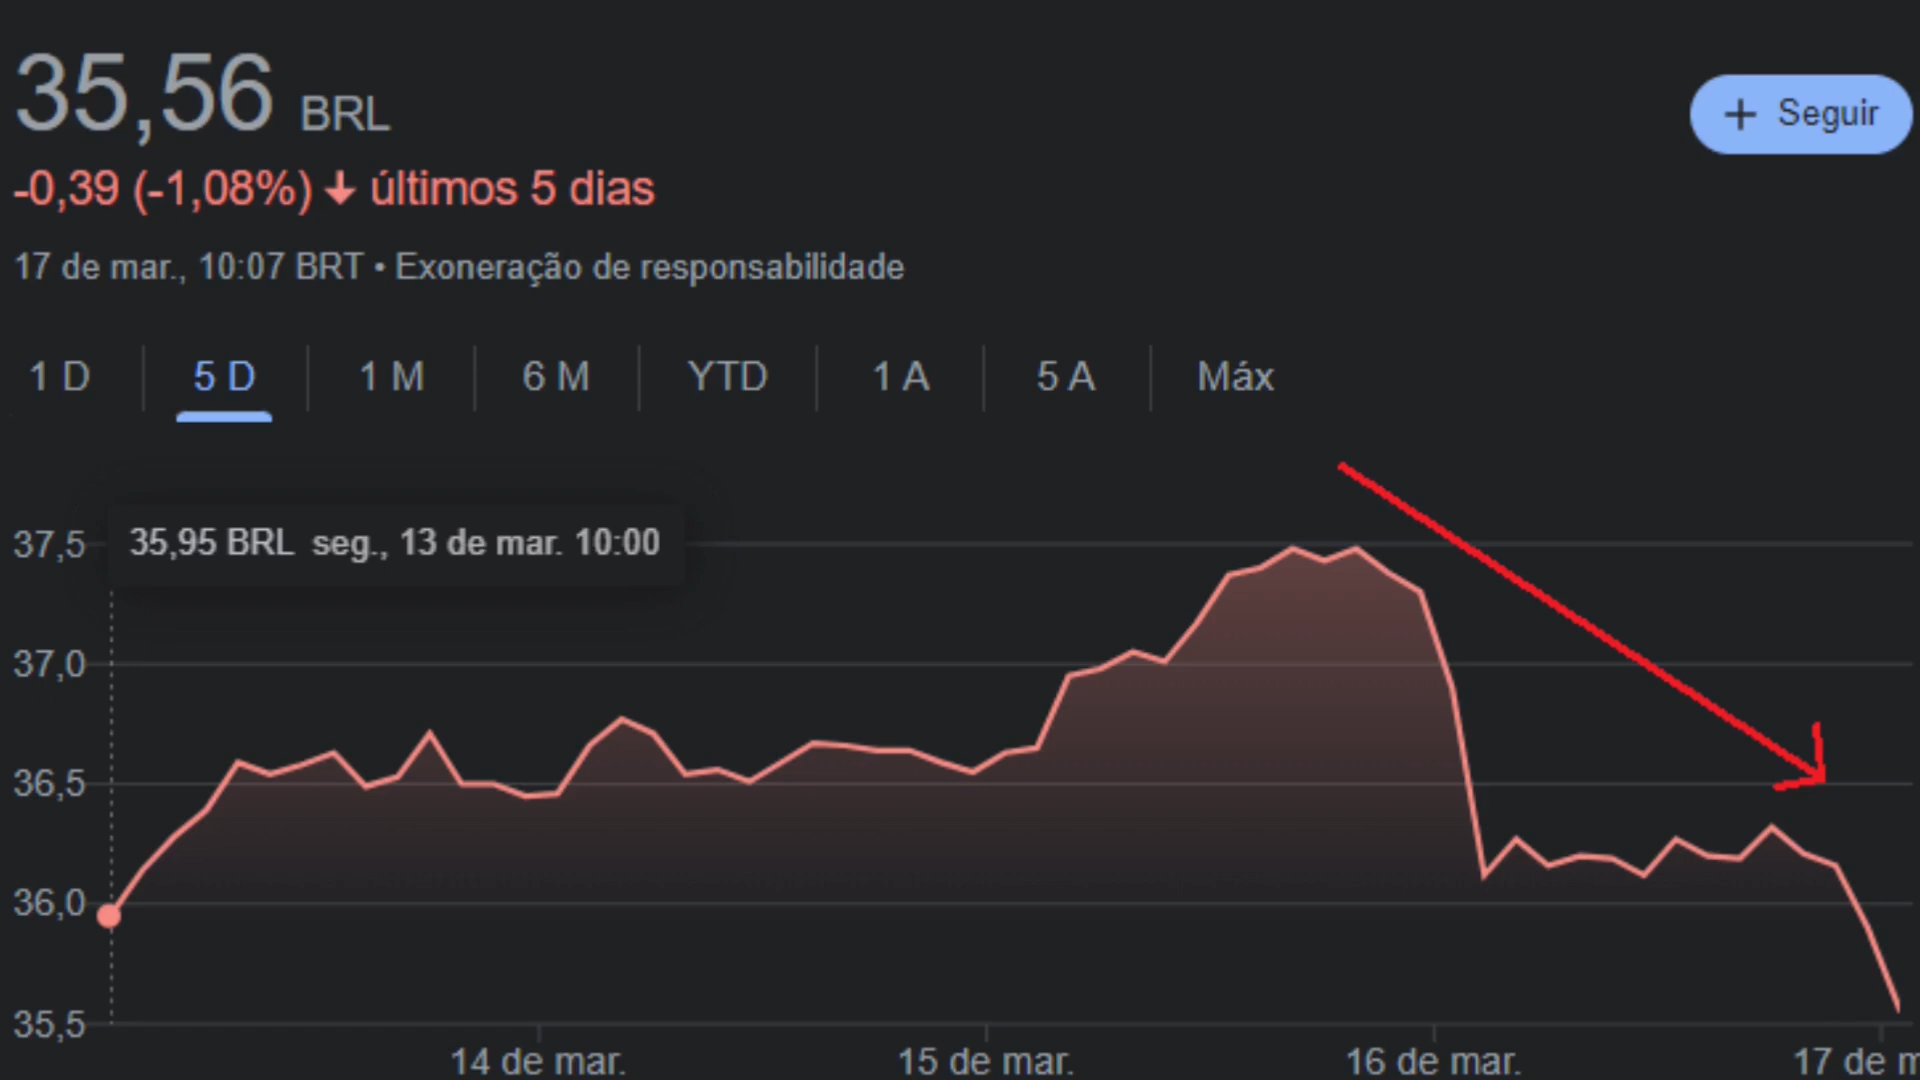 35,56 BRL
+ Seguir
-0,39 (-1,08%) ↓ últimos 5 dias
17 de mar., 10:07 BRT • Exoneração de responsabilidade
1 D 5 D 1 M 6 M YTD 1 A 5 A Máx
35,95 BRL seg., 13 de mar. 10:00
37,5
37,0
36,5
36,0
35,5
14 de mar. 15 de mar. 16 de mar. 17 de m